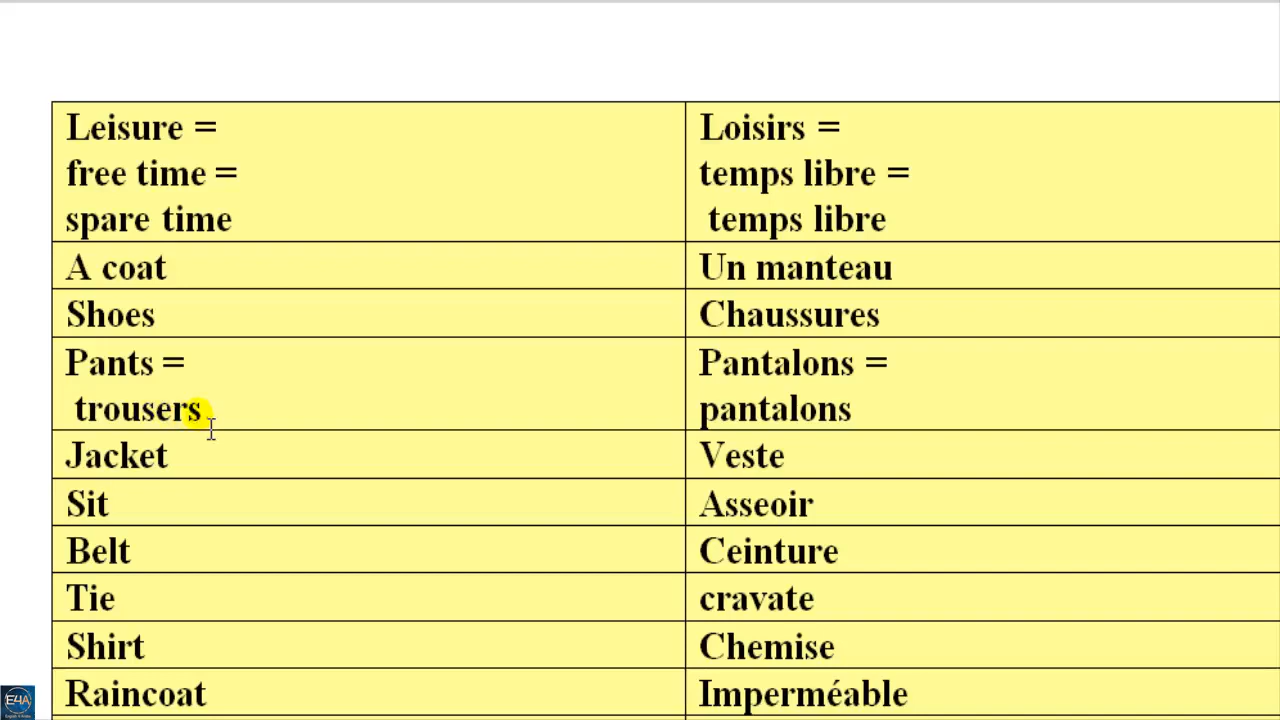 Leisure =
free time =
spare time
Loisirs =
temps libre =
temps libre
A coat
Un manteau
Shoes
Chaussures
Pants =
trousers
Pantalons =
pantalons
Jacket
Veste
Sit
Asseoir
Belt
Ceinture
Tie
cravate
Shirt
Chemise
Raincoat
Imperméable
E4A